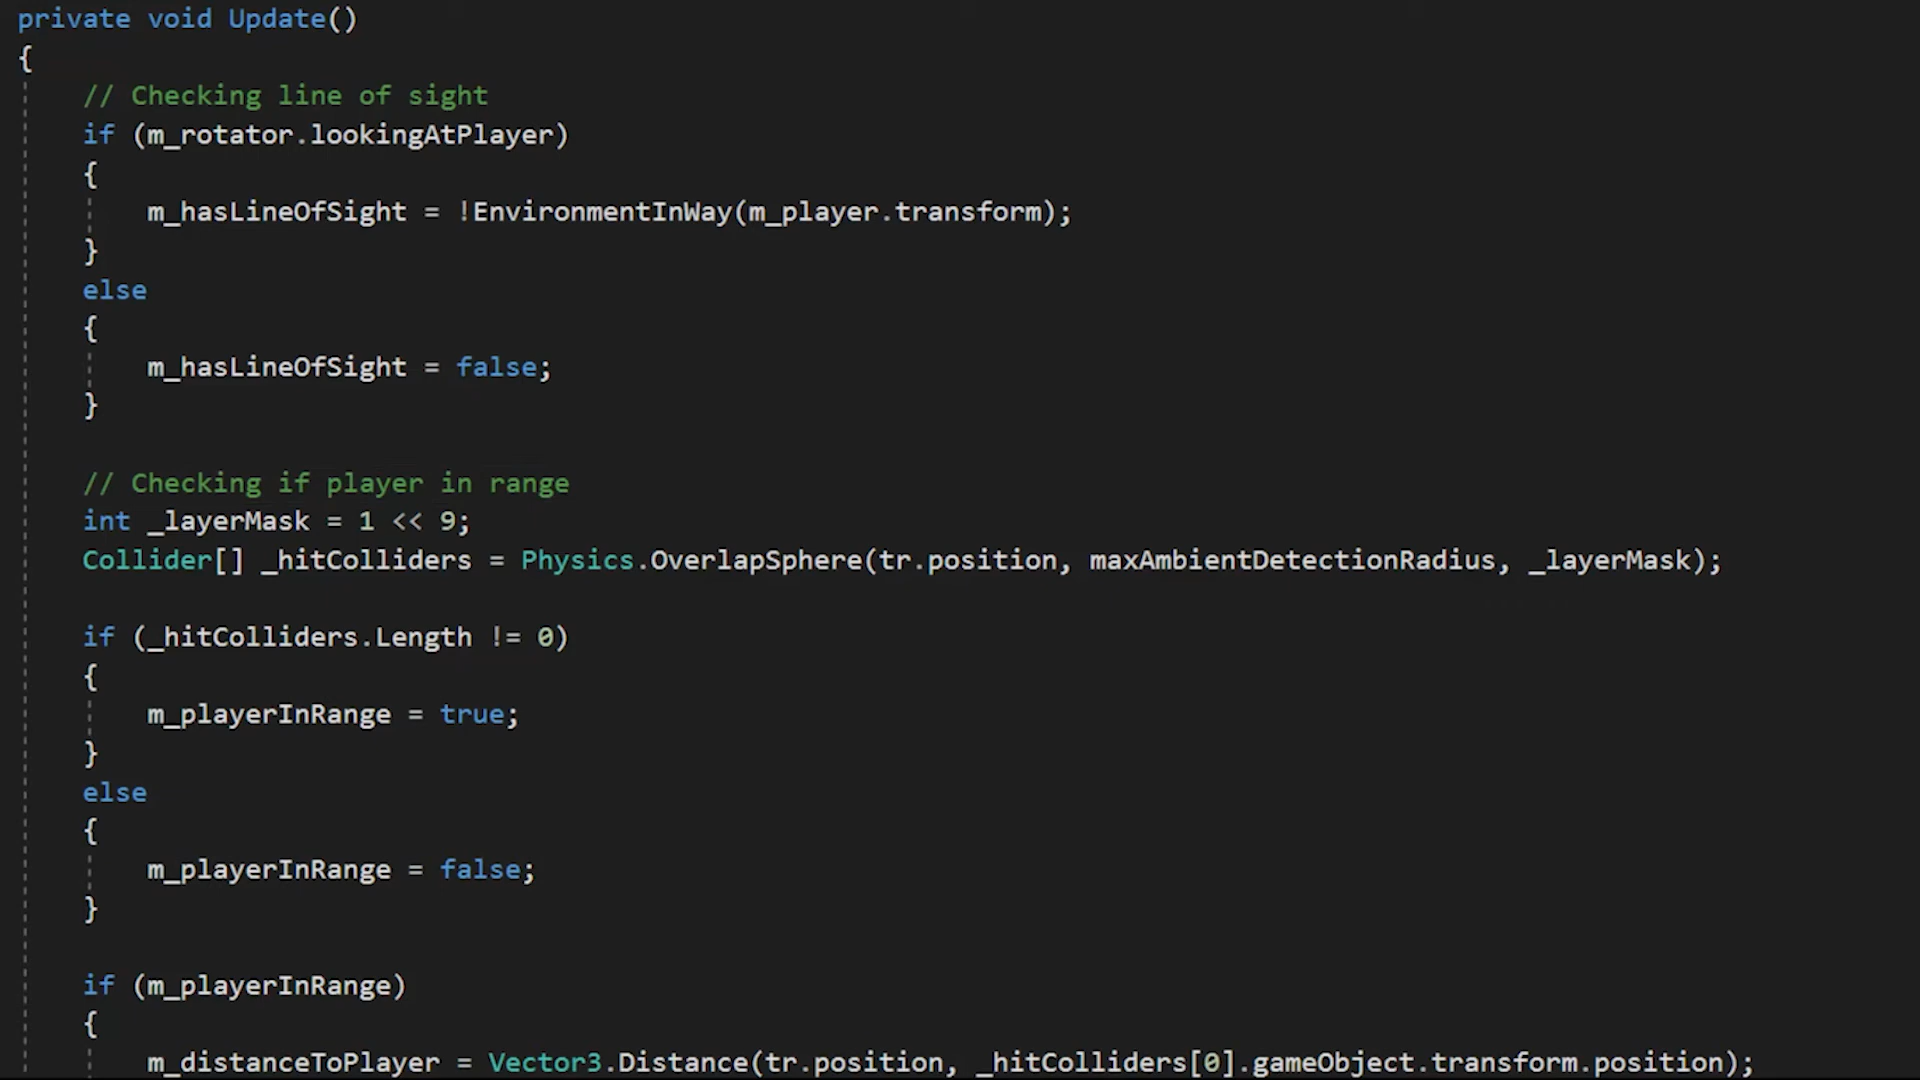 private void Update()
{
// Checking line of sight
if (m_rotator.lookingAtPlayer)
{
m_hasLineOfSight = !EnvironmentInWay(m_player.transform);
}
else
{
m_hasLineOfSight = false;
}
// Checking if player in range
int _layerMask = 1 << 9;
Collider[] _hitColliders = Physics.OverlapSphere(tr.position, maxAmbientDetectionRadius, _layerMask);
if (_hitColliders.Length != 0)
{
m_playerInRange = true;
}
else
{
m_playerInRange = false;
}
if (m_playerInRange)
{
m_distanceToPlayer = Vector3.Distance(tr.position, _hitColliders[0].gameObject.transform.position);